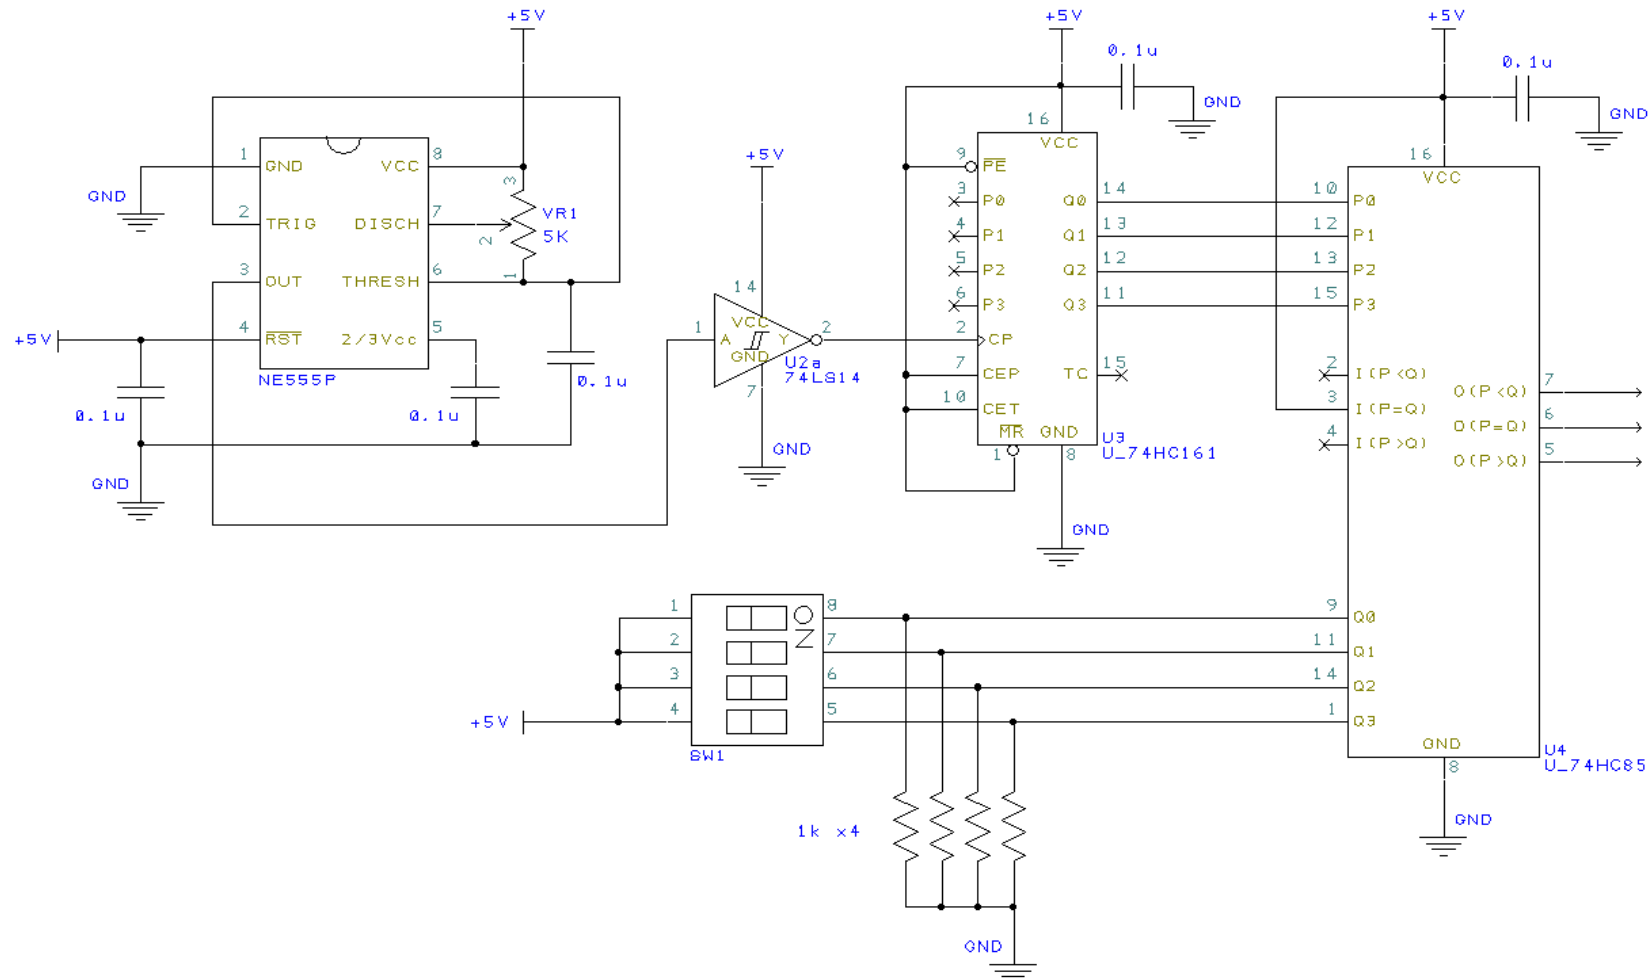 +5V
+5V
+5V
0.1u
GND
0.1u
GND
1
GND
VCC
8
GND
2
TRIG
DISCH
7
3
2
1
VR1
5K
3
OUT
THRESH
6
+5V
4
RST
2/3Vcc
5
NE555P
0.1u
0.1u
0.1u
GND
+5V
14
1
A
VCC
GND
Y
2
U2a
74LS14
7
GND
16
VCC
9
PE
3
P0
Q0
14
4
P1
Q1
13
5
P2
Q2
12
6
P3
Q3
11
2
CP
7
CEP
TC
15
10
CET
MR
GND
1
8
U3
U_74HC161
GND
16
VCC
10
P0
12
P1
13
P2
15
P3
2
I(P<Q)
3
I(P=Q)
4
I(P>Q)
O(P<Q)
7
O(P=Q)
6
O(P>Q)
5
9
Q0
11
Q1
14
Q2
1
Q3
GND
8
U4
U_74HC85
GND
1
2
3
4
ON
8
7
6
5
+5V
SW1
1k x4
GND